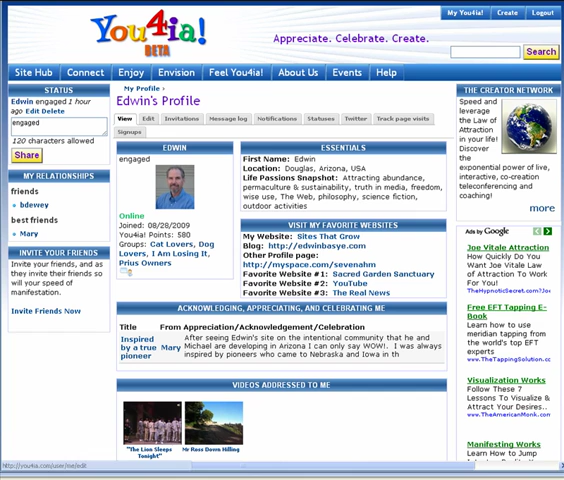 You4ia!
BETA
My You4ia!
Create
Logout
Appreciate. Celebrate. Create.
Search
Site Hub
Connect
Enjoy
Envision
Feel You4ia!
About Us
Events
Help
STATUS
Edwin engaged 1 hour
ago Edit Delete
engaged
120 characters allowed
Share
MY RELATIONSHIPS
friends
bdewey
best friends
Mary
INVITE YOUR FRIENDS
Invite your friends, and as
they invite their friends so
will your speed of
manifestation.
Invite Friends Now
My Profile ›
Edwin's Profile
View
Edit
Invitations
Message log
Notifications
Statuses
Twitter
Track page visits
Signups
EDWIN
engaged
Online
Joined: 08/28/2009
You4ia! Points: 580
Groups: Cat Lovers, Dog
Lovers, I Am Losing It,
Prius Owners
ESSENTIALS
First Name: Edwin
Location: Douglas, Arizona, USA
Life Passions Snapshot: Attracting abundance,
permaculture & sustainability, truth in media, freedom,
wise use, The Web, philosophy, science fiction,
outdoor activities
VISIT MY FAVORITE WEBSITES
My Website: Sites That Grow
Blog: http://edwinbasye.com
Other Profile page:
http://myspace.com/sevenahm
Favorite Website #1: Sacred Garden Sanctuary
Favorite Website #2: YouTube
Favorite Website #3: The Real News
ACKNOWLEDGING, APPRECIATING, AND CELEBRATING ME
Title
From
Appreciation/Acknowledgement/Celebration
Inspired
by a true
pioneer
Mary
After seeing Edwin's site on the intentional community that he and
Michael are developing in Arizona I can only say WOW!. I was always
inspired by pioneers who came to Nebraska and Iowa in th
VIDEOS ADDRESSED TO ME
"The Lion Sleeps
Tonight"
Mr Ross Down Hilling
THE CREATOR NETWORK
Speed and
leverage
the Law of
Attraction
in your life!
Discover
the
exponential power of live,
interactive, co-creation
teleconferencing and
coaching!
more
Ads by Google
Joe Vitale Attraction
How Quickly Do You
Want Joe Vitale Law
of Attraction To Work
For You!
TheHypnoticSecret.com/J
Free EFT Tapping E-
Book
Learn how to use
meridian tapping from
the world's top EFT
experts
www.TheTappingSolution.cc
Visualization Works
Follow These 7
Lessons To Visualize &
Attract Your Desires..
www.TheAmericanMonk.com
Manifesting Works
Learn How to Jump
http://you4ia.com/user/me/edit